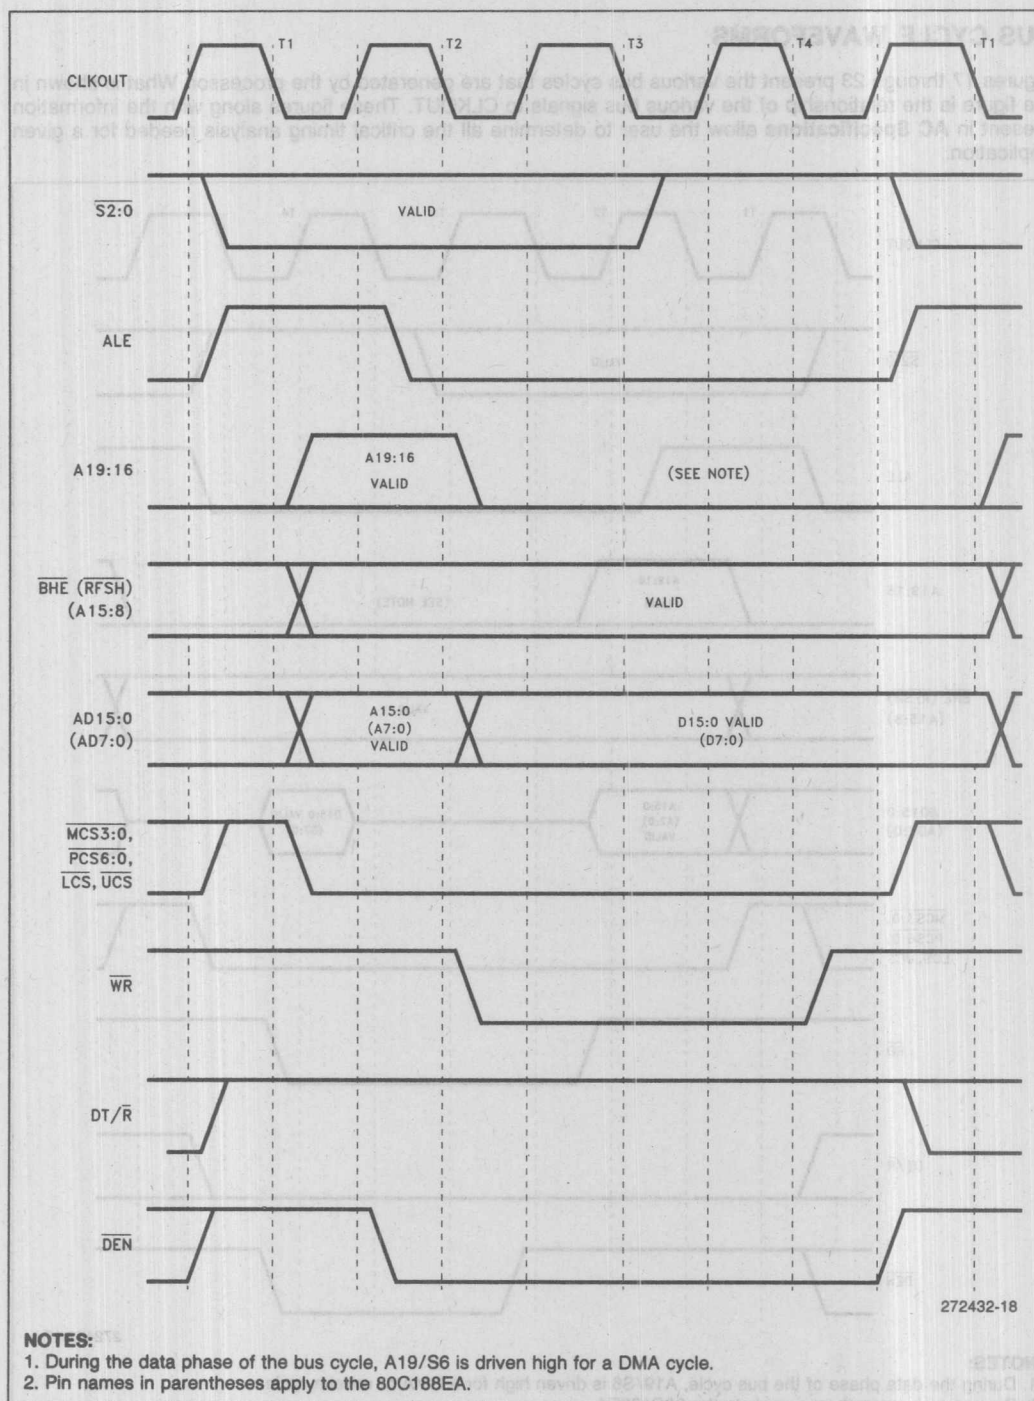 T1 T2 T3 T4 T1
CLKOUT
S2:0 VALID
ALE
A19:16
A19:16
VALID
(SEE NOTE)
BHE (RFSH)
(A15:8)
VALID
AD15:0
(AD7:0)
A15:0
(A7:0)
VALID
D15:0 VALID
(D7:0)
MCS3:0,
PCS6:0,
LCS, UCS
WR
DT/R
DEN
272432-18
NOTES:
1. During the data phase of the bus cycle, A19/S6 is driven high for a DMA cycle.
2. Pin names in parentheses apply to the 80C188EA.